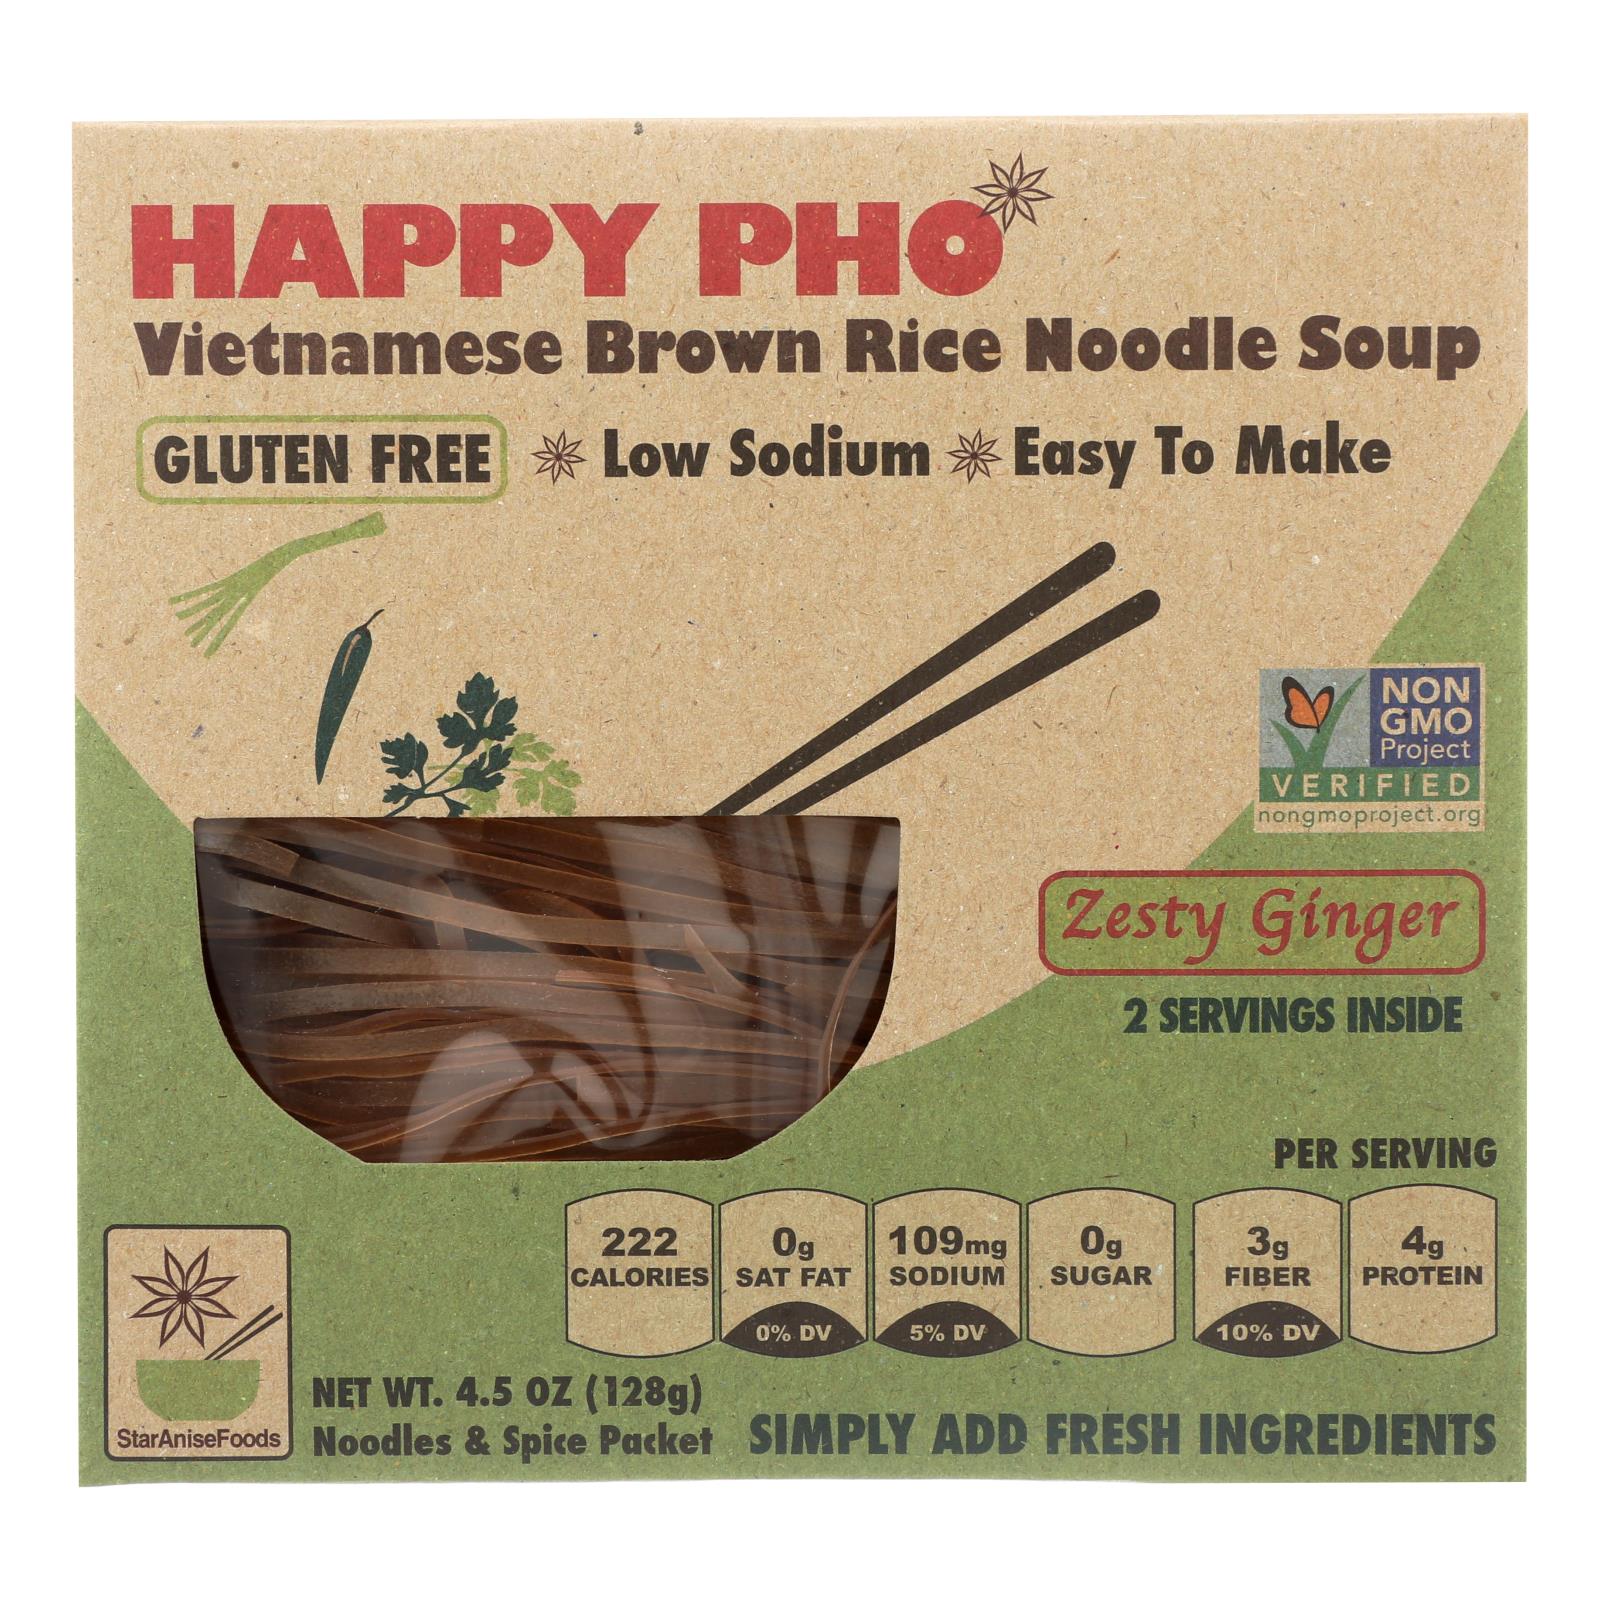 HAPPY PHO
Vietnamese Brown Rice Noodle Soup
GLUTEN FREE Low Sodium Easy To Make
NON
GMO
Project
VERIFIED
nongmoproject.org
Zesty Ginger
2 SERVINGS INSIDE
PER SERVING
222 CALORIES
0g SAT FAT 0% DV
109mg SODIUM 5% DV
0g SUGAR
3g FIBER 10% DV
4g PROTEIN
StarAniseFoods
NET WT. 4.5 OZ (128g)
Noodles & Spice Packet
SIMPLY ADD FRESH INGREDIENTS